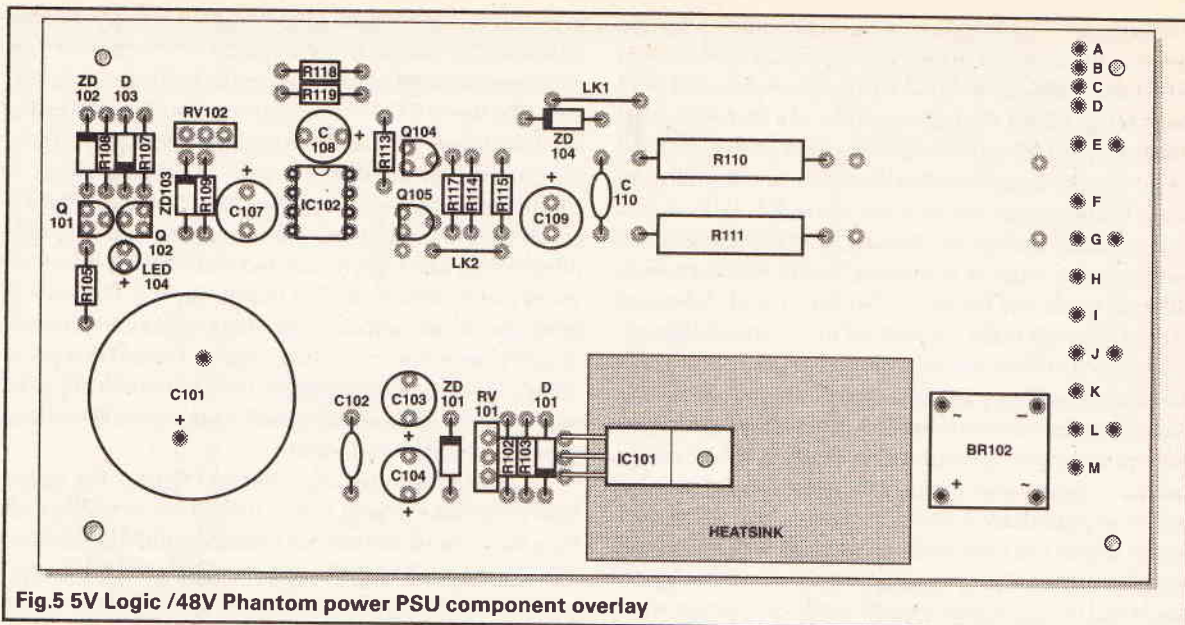 ZD
102
D
103
RV102
R118
R119
C
108
+
R113
Q104
LK1
ZD
104
A
B
C
D
E
F
G
H
I
J
K
L
M
R106
R107
ZD103
R109
+
C107
IC102
Q105
R117
R114
R115
+
C109
C
110
R110
R111
LK2
Q
101
Q
102
LED
104
+
R105
C101
+
C102
C103
+
C104
+
ZD
101
RV
101
R102
R103
D
101
IC101
HEATSINK
~
–
BR102
+
~
Fig.5 5V Logic /48V Phantom power PSU component overlay